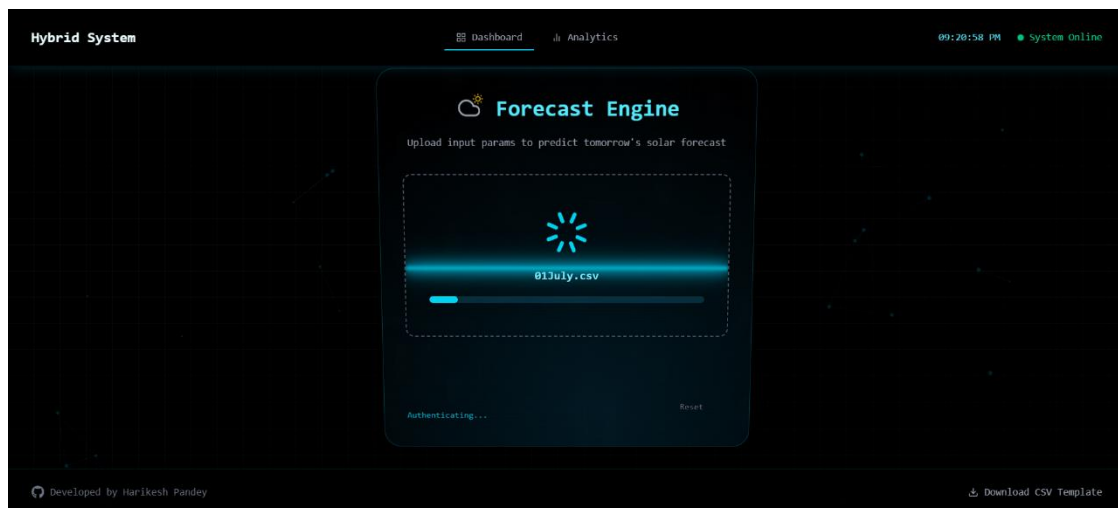 Hybrid System
Dashboard
Analytics
09:20:58 PM
System Online
Forecast Engine
Upload input params to predict tomorrow's solar forecast
01July.csv
Authenticating...
Reset
Developed by Harikesh Pandey
Download CSV Template